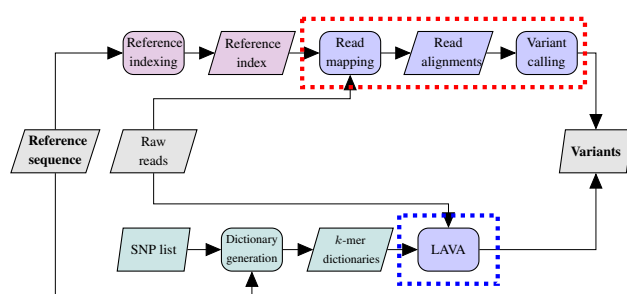 Reference
indexing
Reference
index
Read
mapping
Read
alignments
Variant
calling
Reference
sequence
Raw
reads
Variants
SNP list
Dictionary
generation
k-mer
dictionaries
LAVA